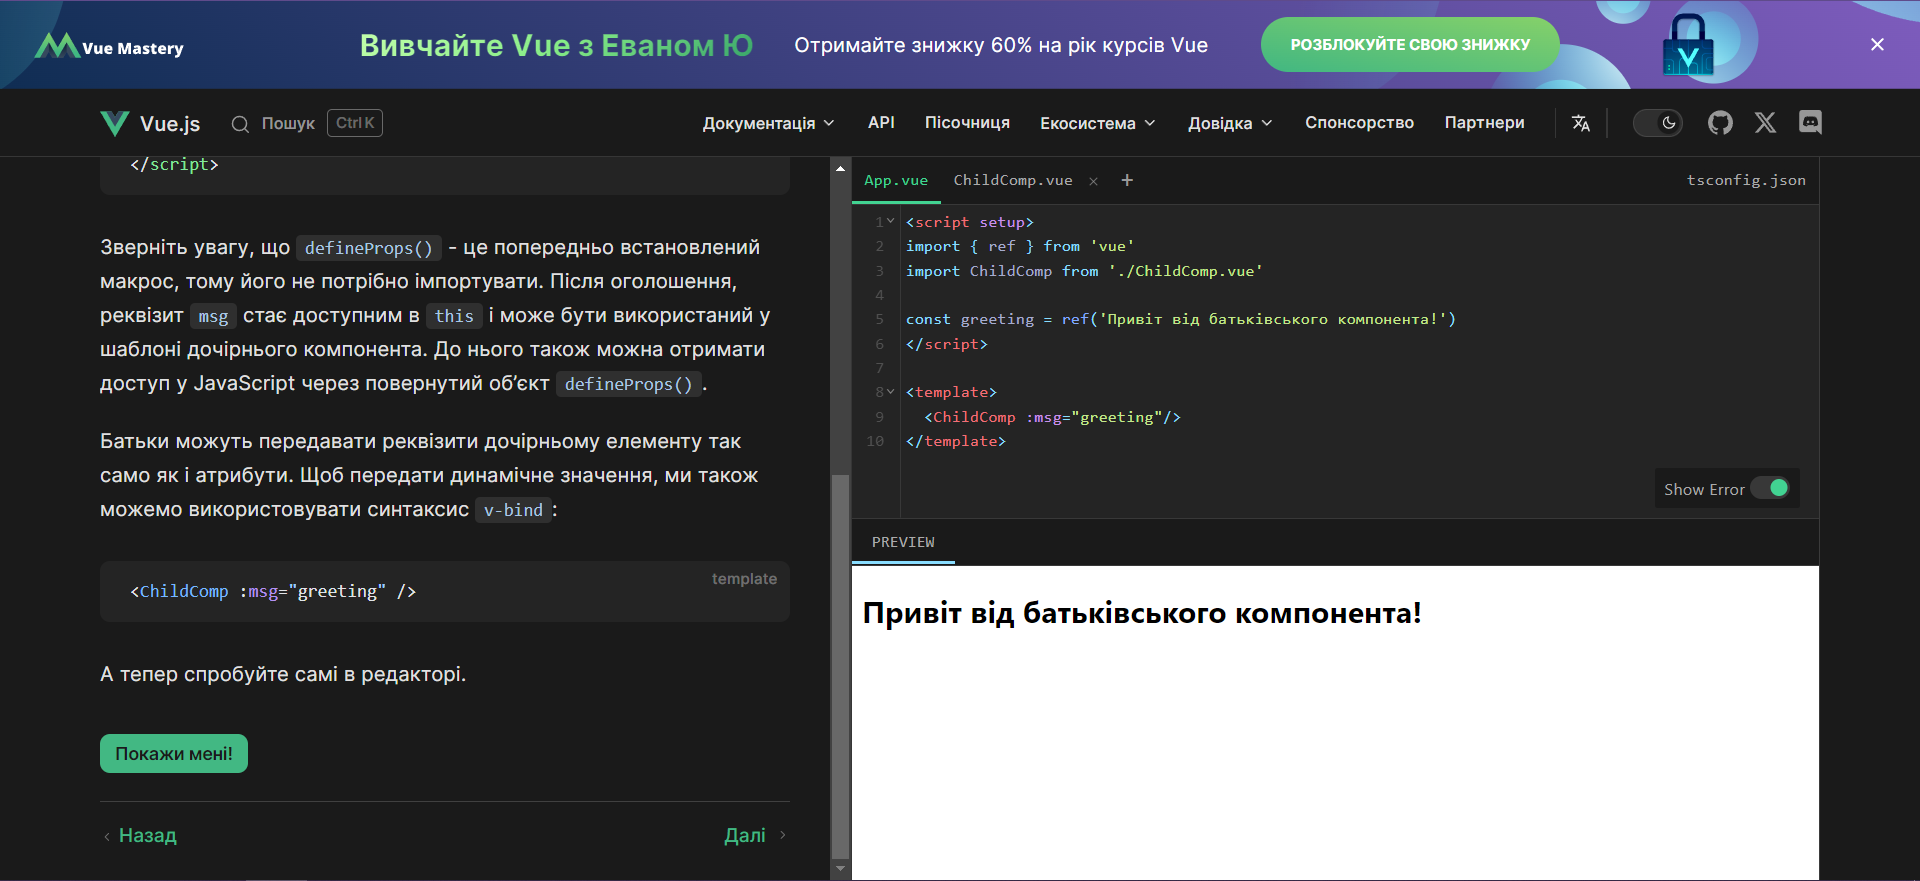 Vue Mastery
Вивчайте Vue з Еваном Ю
Отримайте знижку 60% на рік курсів Vue
РОЗБЛОКУЙТЕ СВОЮ ЗНИЖКУ
Vue.js
Пошук
Ctrl K
Документація
API
Пісочниця
Екосистема
Довідка
Спонсорство
Партнери
</script>
Зверніть увагу, що defineProps() - це попередньо встановлений
макрос, тому його не потрібно імпортувати. Після оголошення,
реквізит msg стає доступним в this і може бути використаний у
шаблоні дочірнього компонента. До нього також можна отримати
доступ у JavaScript через повернутий об’єкт defineProps().
Батьки можуть передавати реквізити дочірньому елементу так
само як і атрибути. Щоб передати динамічне значення, ми також
можемо використовувати синтаксис v-bind:
template
<ChildComp :msg="greeting" />
А тепер спробуйте самі в редакторі.
Покажи мені!
Назад
Далі
App.vue
ChildComp.vue
tsconfig.json
1 <script setup>
2 import { ref } from 'vue'
3 import ChildComp from './ChildComp.vue'
4
5 const greeting = ref('Привіт від батьківського компонента!')
6 </script>
7
8 <template>
9 <ChildComp :msg="greeting"/>
10 </template>
Show Error
PREVIEW
Привіт від батьківського компонента!